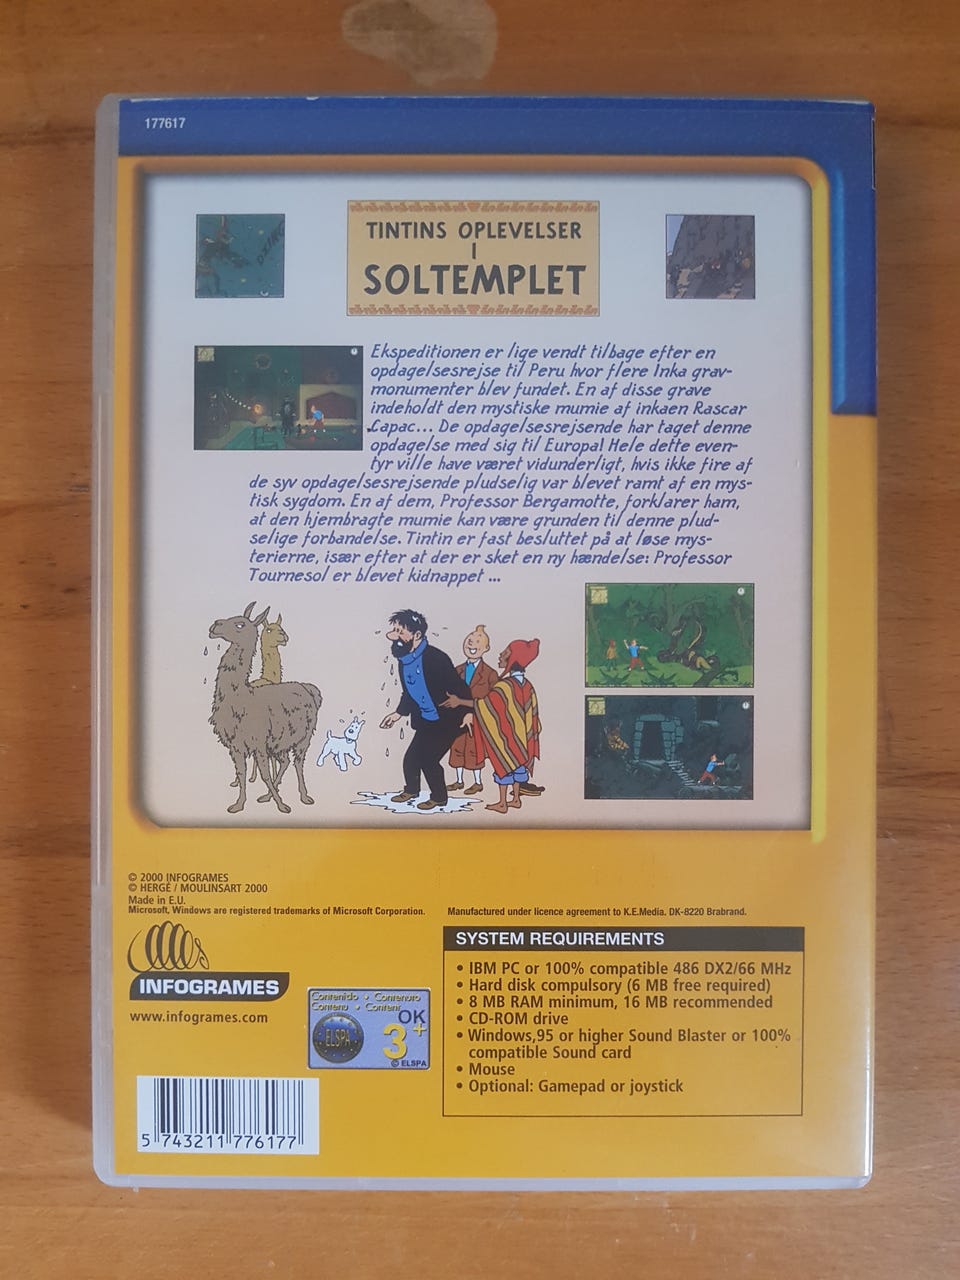 177617
TINTINS OPLEVELSER
I
SOLTEMPLET
Ekspeditionen er lige vendt tilbage efter en
opdagelsesrejse til Peru hvor flere Inka grav-
monumenter blev fundet. En af disse grave
indeholdt den mystiske mumie af inkaen Rascar
Capac... De opdagelsesrejsende har taget denne
opdagelse med sig til Europa! Hele dette even-
tyr ville have været vidunderligt, hvis ikke fire af
de syv opdagelsesrejsende pludselig var blevet ramt af en mys-
tisk sygdom. En af dem, Professor Bergamotte, forklarer ham,
at den hjembragte mumie kan være grunden til denne plud-
selige forbandelse. Tintin er fast besluttet på at løse mys-
terierne, især efter at der er sket en ny hændelse: Professor
Tournesol er blevet kidnappet ...
© 2000 INFOGRAMES
© HERGÉ / MOULINSART 2000
Made in E.U.
Microsoft, Windows are registered trademarks of Microsoft Corporation.
Manufactured under licence agreement to K.E.Media. DK-8220 Brabrand.
INFOGRAMES
www.infogrames.com
Contenido • Contenuto
Contenu • Content
OK
ELSPA
3+
© ELSPA
SYSTEM REQUIREMENTS
• IBM PC or 100% compatible 486 DX2/66 MHz
• Hard disk compulsory (6 MB free required)
• 8 MB RAM minimum, 16 MB recommended
• CD-ROM drive
• Windows,95 or higher Sound Blaster or 100%
compatible Sound card
• Mouse
• Optional: Gamepad or joystick
5 743211 776177